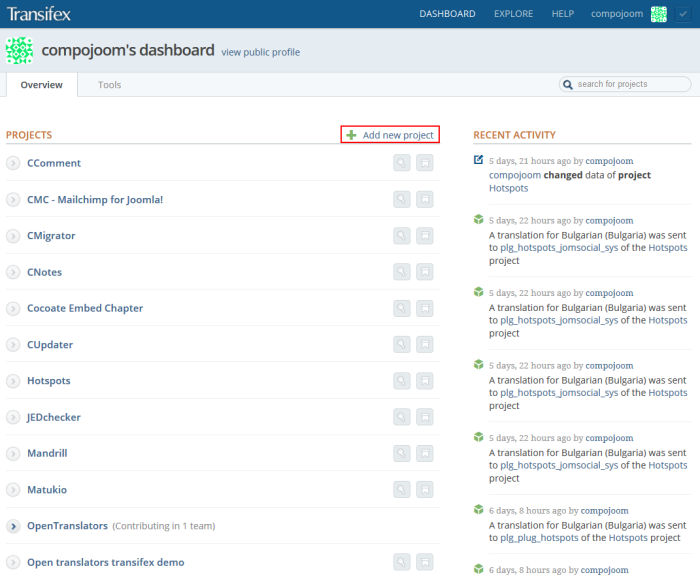 Transifex
DASHBOARD EXPLORE HELP compojoom
compojoom's dashboard view public profile
Overview Tools
search for projects
PROJECTS
Add new project
CComment
CMC - Mailchimp for Joomla!
CMigrator
CNotes
Cocoate Embed Chapter
CUpdater
Hotspots
JEDchecker
Mandrill
Matukio
OpenTranslators (Contributing in 1 team)
Open translators transifex demo
RECENT ACTIVITY
5 days, 21 hours ago by compojoom
compojoom changed data of project
Hotspots
5 days, 22 hours ago by compojoom
A translation for Bulgarian (Bulgaria) was sent
to plg_hotspots_jomsocial_sys of the Hotspots
project
5 days, 22 hours ago by compojoom
A translation for Bulgarian (Bulgaria) was sent
to plg_hotspots_jomsocial_sys of the Hotspots
project
5 days, 22 hours ago by compojoom
A translation for Bulgarian (Bulgaria) was sent
to plg_hotspots_jomsocial_sys of the Hotspots
project
5 days, 22 hours ago by compojoom
A translation for Bulgarian (Bulgaria) was sent
to plg_hotspots_jomsocial_sys of the Hotspots
project
6 days, 8 hours ago by compojoom
A translation for Bulgarian (Bulgaria) was sent
to plg_plug_hotspots of the Hotspots project
6 days, 8 hours ago by compojoom